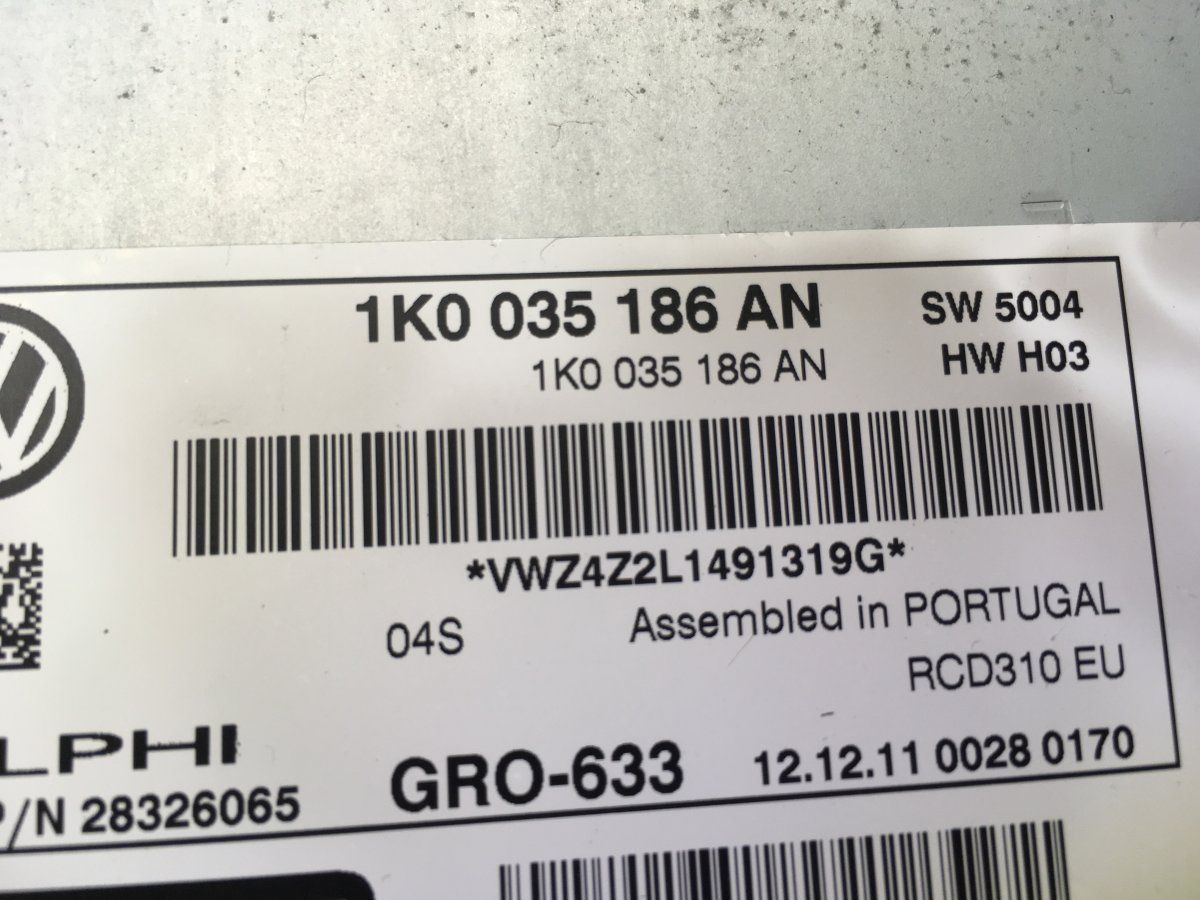 1K0 035 186 AN
SW 5004
1K0 035 186 AN
HW H03
*VWZ4Z2L1491319G*
04S
Assembled in PORTUGAL
RCD310 EU
LPHI
GRO-633
12.12.11 0028 0170
P/N 28326065